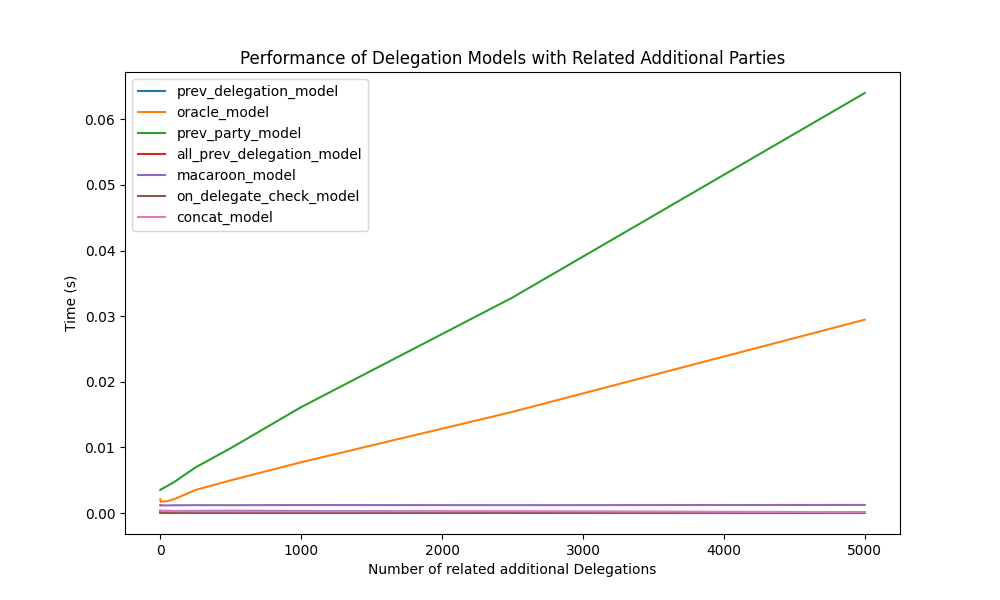 Performance of Delegation Models with Related Additional Parties
prev_delegation_model
oracle_model
prev_party_model
all_prev_delegation_model
macaroon_model
on_delegate_check_model
concat_model
0.06
0.05
0.04
0.03
0.02
0.01
0.00
Time (s)
0 1000 2000 3000 4000 5000
Number of related additional Delegations